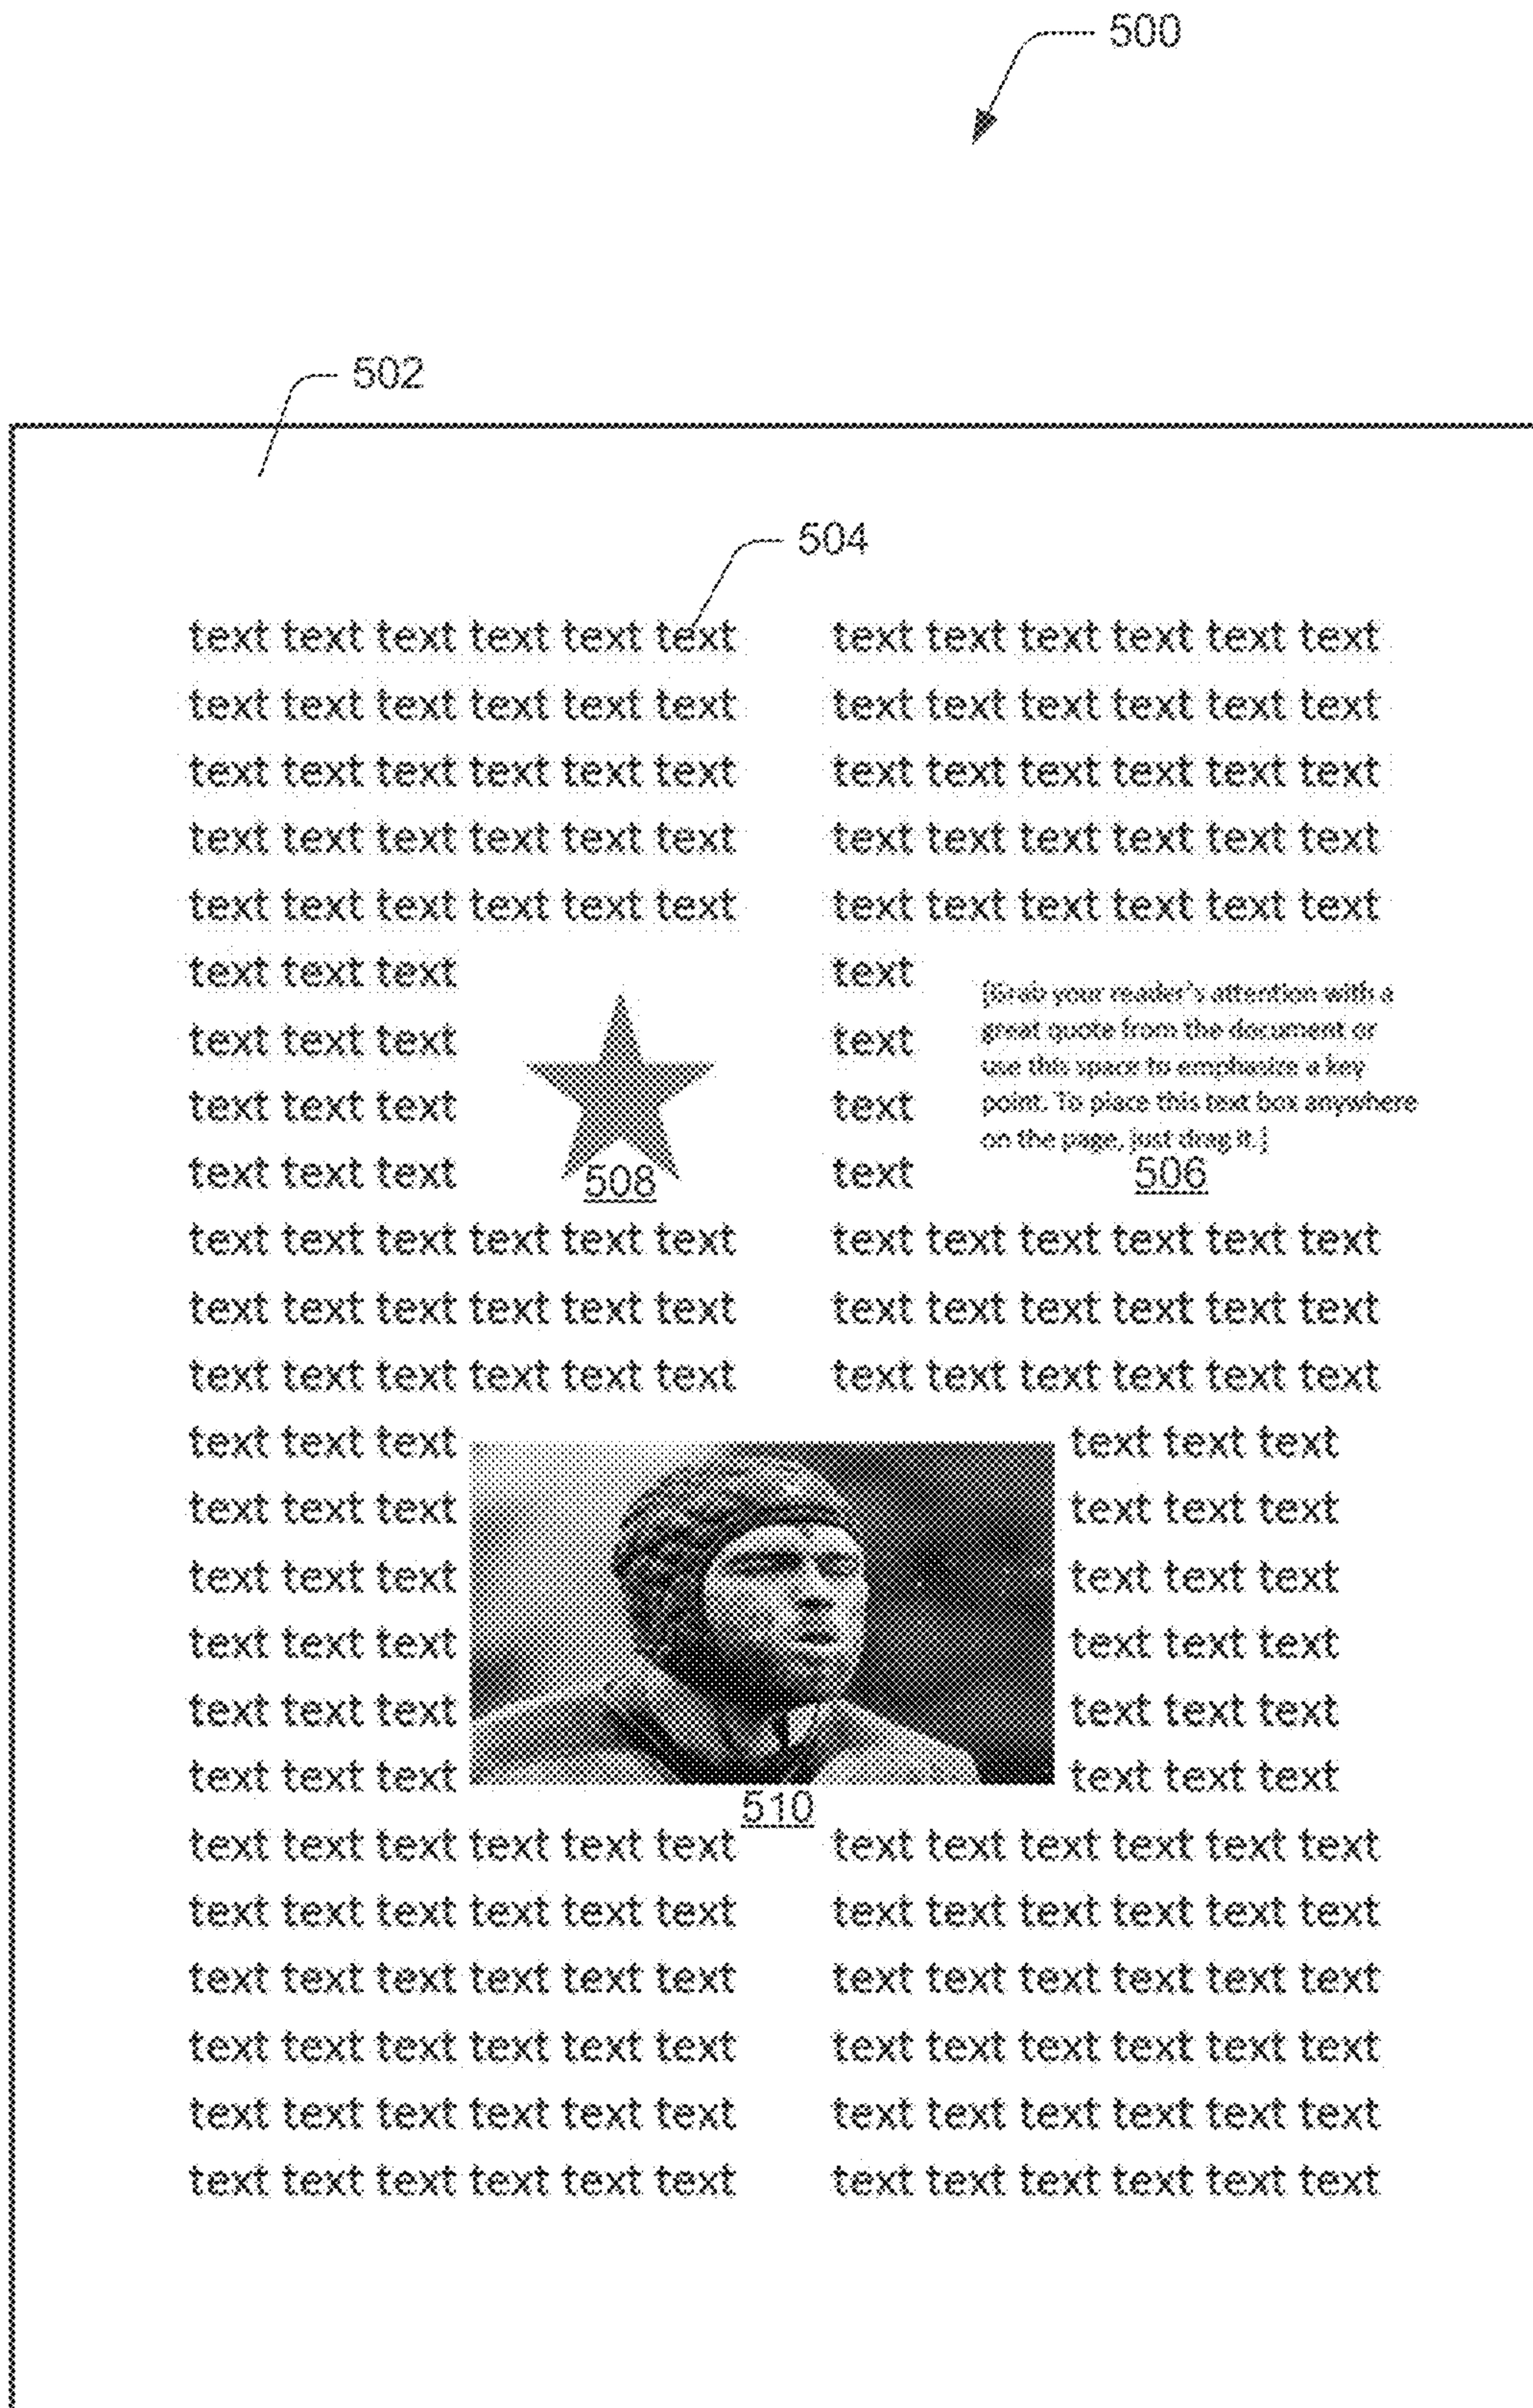 500
502
504
text text text text text text
text text text text text text
text text text text text text
text text text text text text
text text text text text text
text text text
text text text
text text text
text text text
508
text text text text text text
text text text text text text
text text text text text text
text text text
text text text
text text text
text text text
text text text
text text text
510
text text text text text text
text text text text text text
text text text text text text
text text text text text text
text text text text text text
text text text text text text
text text text text text text
text text text text text text
text text text text text text
text text text text text text
text text text text text text
text
text
text
text
[Grab your reader's attention with a
great quote from the document or
use this space to emphasize a key
point. To place this text box anywhere
on the page, just drag it.]
506
text text text text text text
text text text text text text
text text text text text text
text text text
text text text
text text text
text text text
text text text
text text text
text text text text text text
text text text text text text
text text text text text text
text text text text text text
text text text text text text
text text text text text text